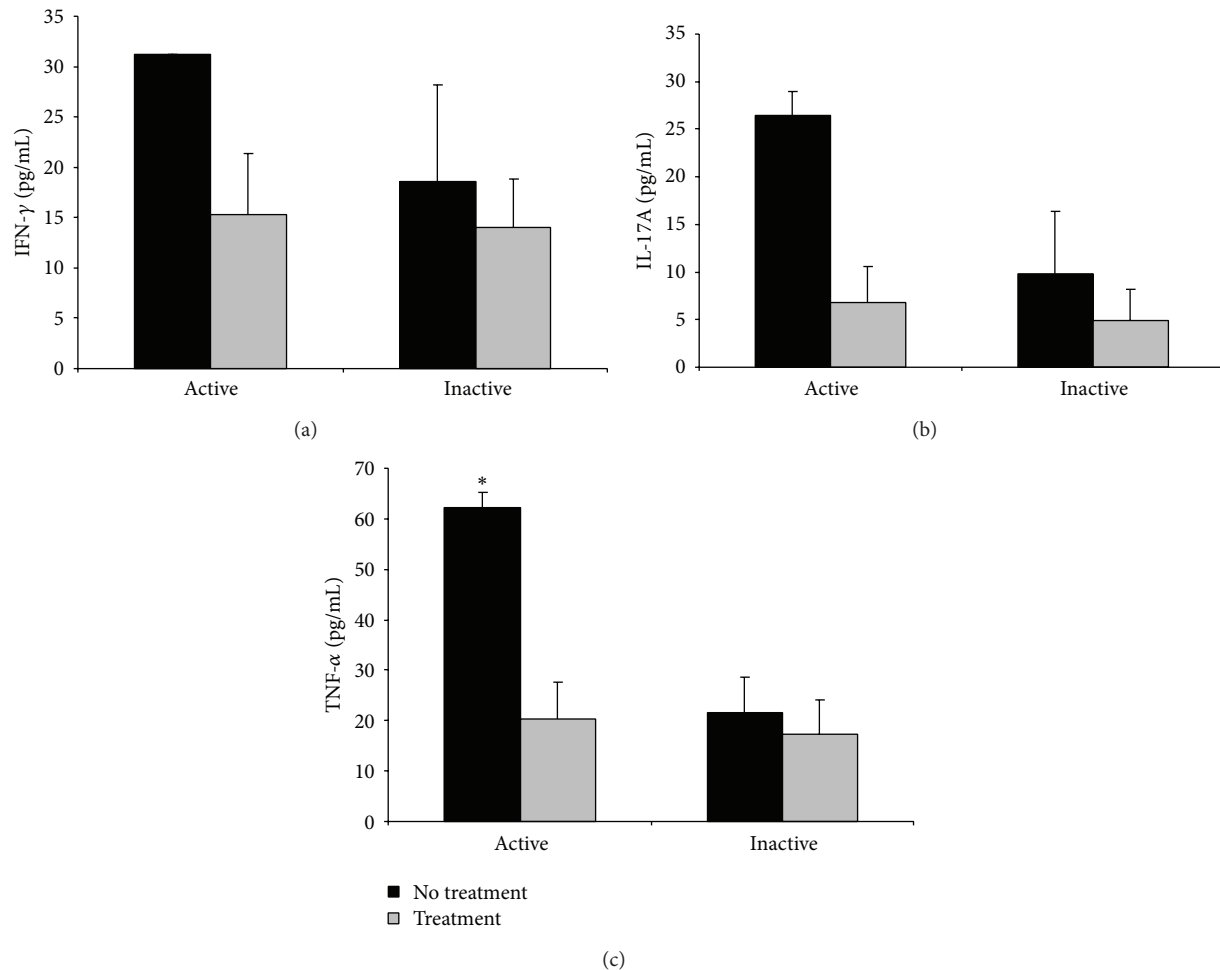 35
30
25
20
15
10
5
0
IFN-γ (pg/mL)
Active Inactive
(a)
35
30
25
20
15
10
5
0
IL-17A (pg/mL)
Active Inactive
(b)
70
60
50
40
30
20
10
0
TNF-α (pg/mL)
*
Active Inactive
No treatment
Treatment
(c)